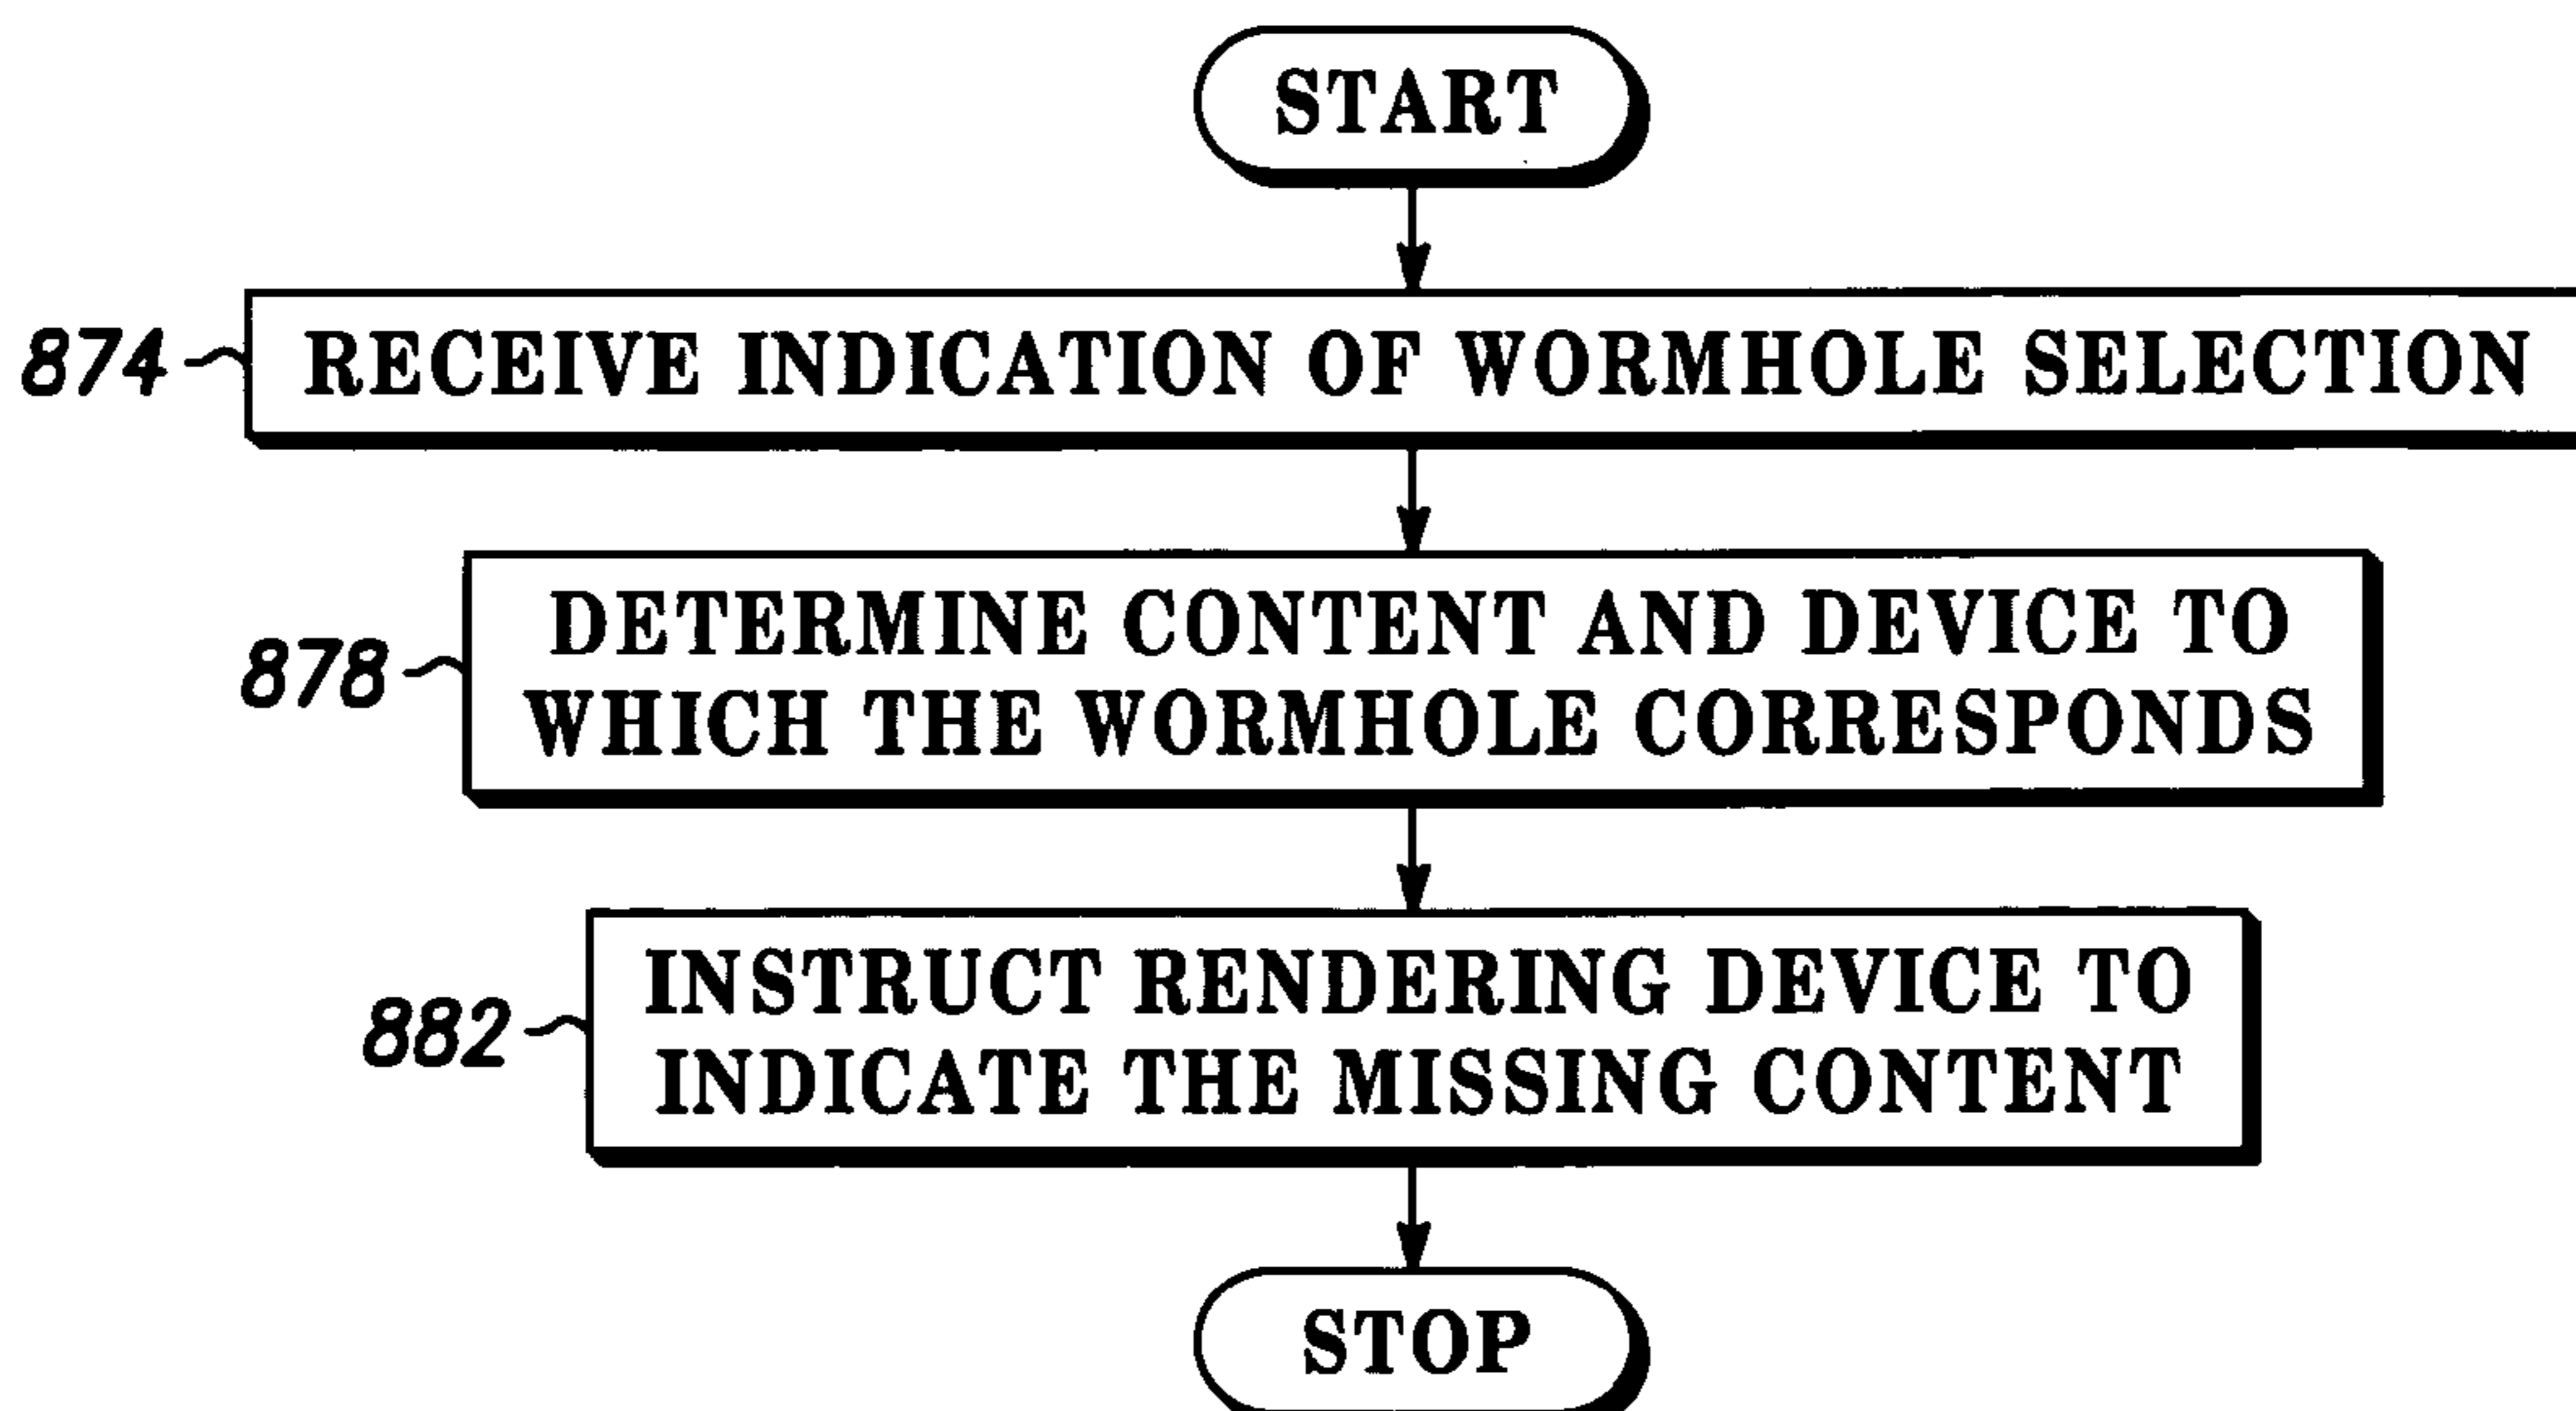 START
874 RECEIVE INDICATION OF WORMHOLE SELECTION
DETERMINE CONTENT AND DEVICE TO
878
WHICH THE WORMHOLE CORRESPONDS
INSTRUCT RENDERING DEVICE TO
882
INDICATE THE MISSING CONTENT
STOP